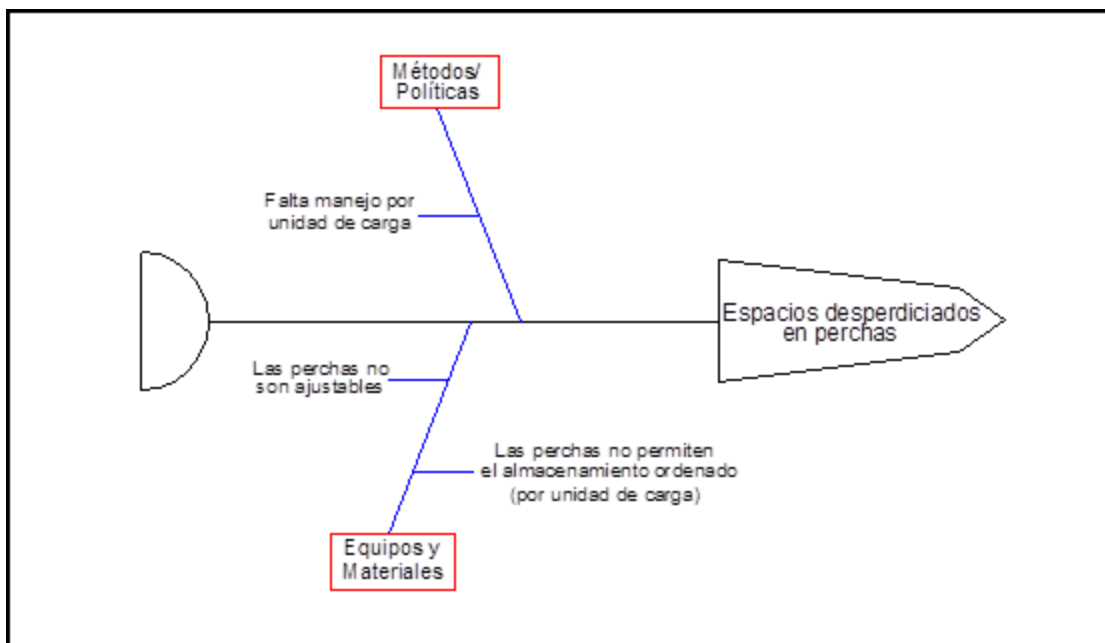 Métodos/
Políticas
Falta manejo por
unidad de carga
Espacios desperdiciados
en perchas
Las perchas no
son ajustables
Las perchas no permiten
el almacenamiento ordenado
(por unidad de carga)
Equipos y
Materiales